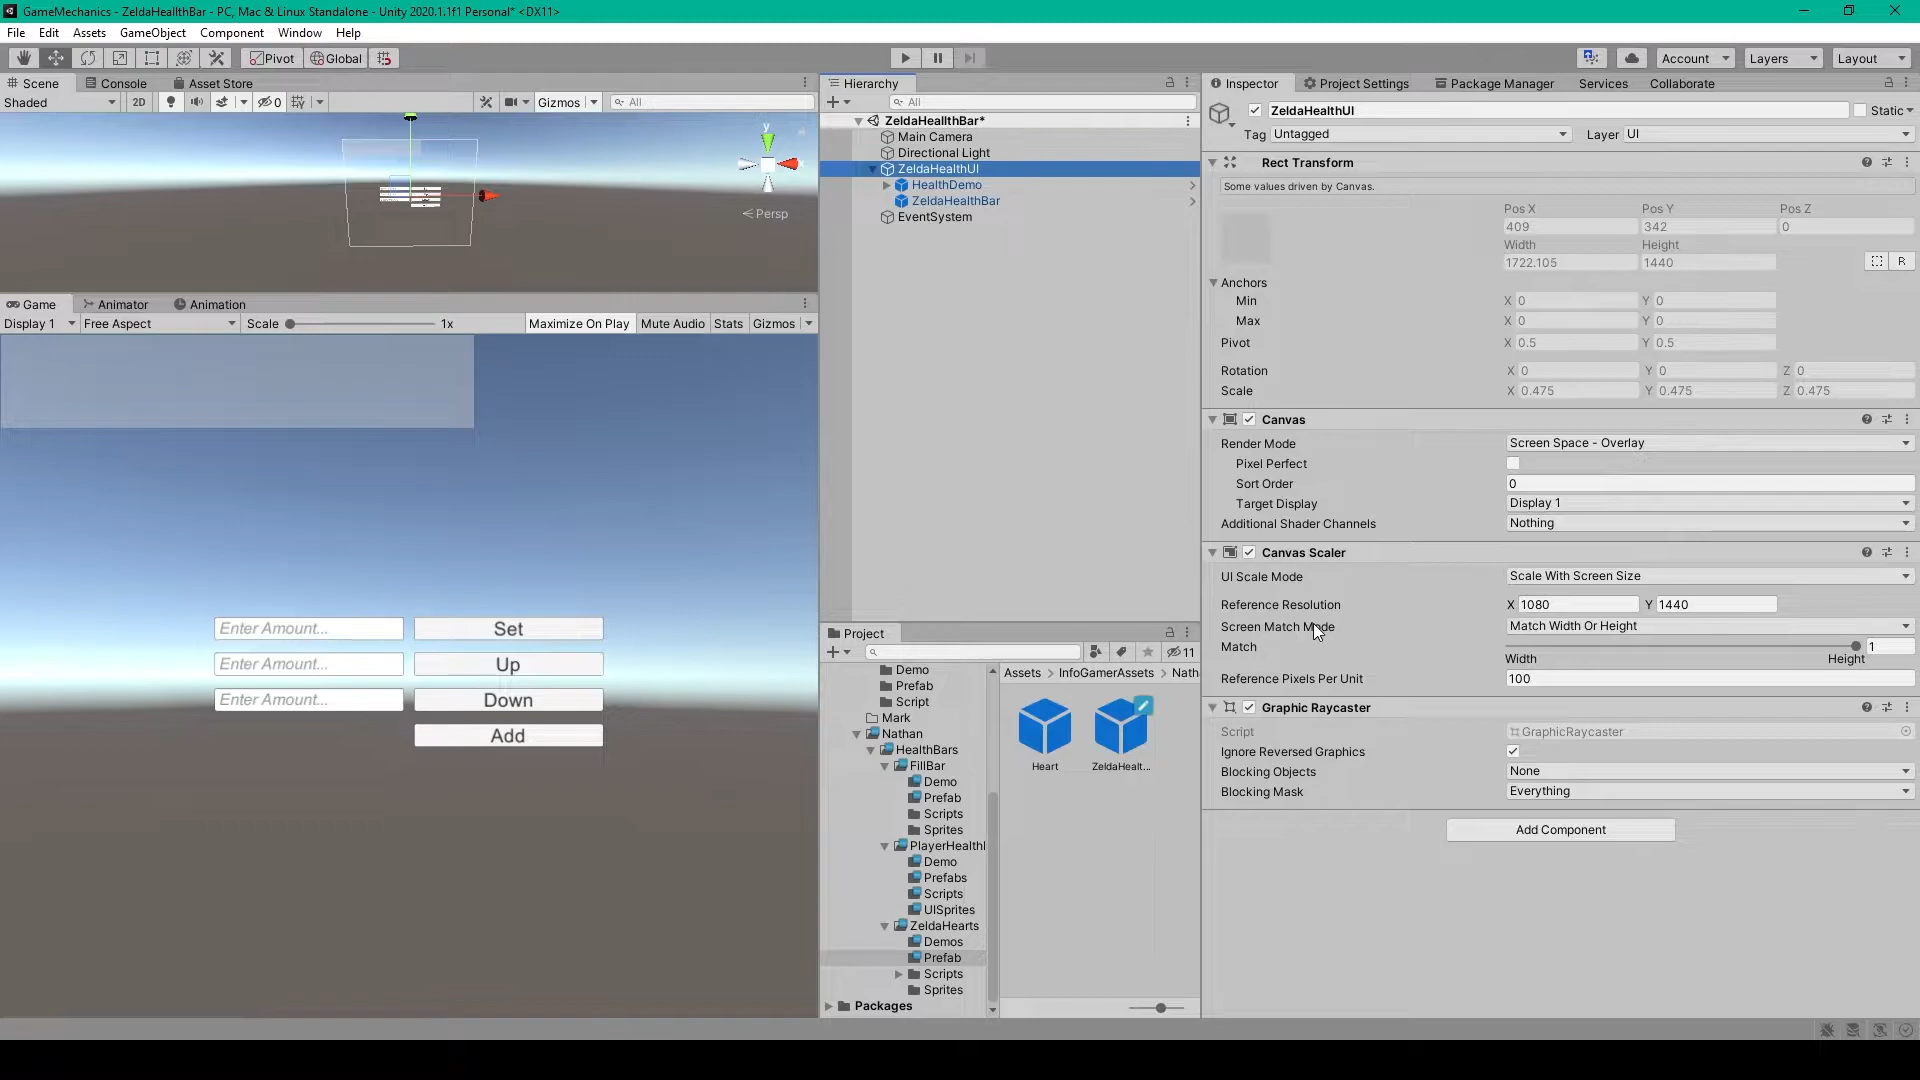 GameMechanics - ZeldaHeallthBar - PC, Mac & Linux Standalone - Unity 2020.1.1f1 Personal* <DX11>
File Edit Assets GameObject Component Window Help
Pivot Global Account Layers Layout
Scene Console Asset Store
Shaded 2D 0 Gizmos All
y
x
Persp
Game Animator Animation
Display 1 Free Aspect Scale 1x Maximize On Play Mute Audio Stats Gizmos
Enter Amount... Set
Enter Amount... Up
Enter Amount... Down
Add
Hierarchy
All
ZeldaHeallthBar*
Main Camera
Directional Light
ZeldaHealthUI
HealthDemo
ZeldaHealthBar
EventSystem
Project
11
Demo
Prefab
Script
Mark
Nathan
HealthBars
FillBar
Demo
Prefab
Scripts
Sprites
PlayerHealthI
Demo
Prefabs
Scripts
UISprites
ZeldaHearts
Demos
Prefab
Scripts
Sprites
Packages
Assets InfoGamerAssets Nath
Heart ZeldaHealt...
Inspector Project Settings Package Manager Services Collaborate
ZeldaHealthUI Static
Tag Untagged Layer UI
Rect Transform
Some values driven by Canvas.
Pos X Pos Y Pos Z
409 342 0
Width Height
1722.105 1440 R
Anchors
Min X 0 Y 0
Max X 0 Y 0
Pivot X 0.5 Y 0.5
Rotation X 0 Y 0 Z 0
Scale X 0.475 Y 0.475 Z 0.475
Canvas
Render Mode Screen Space - Overlay
Pixel Perfect
Sort Order 0
Target Display Display 1
Additional Shader Channels Nothing
Canvas Scaler
UI Scale Mode Scale With Screen Size
Reference Resolution X 1080 Y 1440
Screen Match Mode Match Width Or Height
Match 1
Width Height
Reference Pixels Per Unit 100
Graphic Raycaster
Script GraphicRaycaster
Ignore Reversed Graphics
Blocking Objects None
Blocking Mask Everything
Add Component